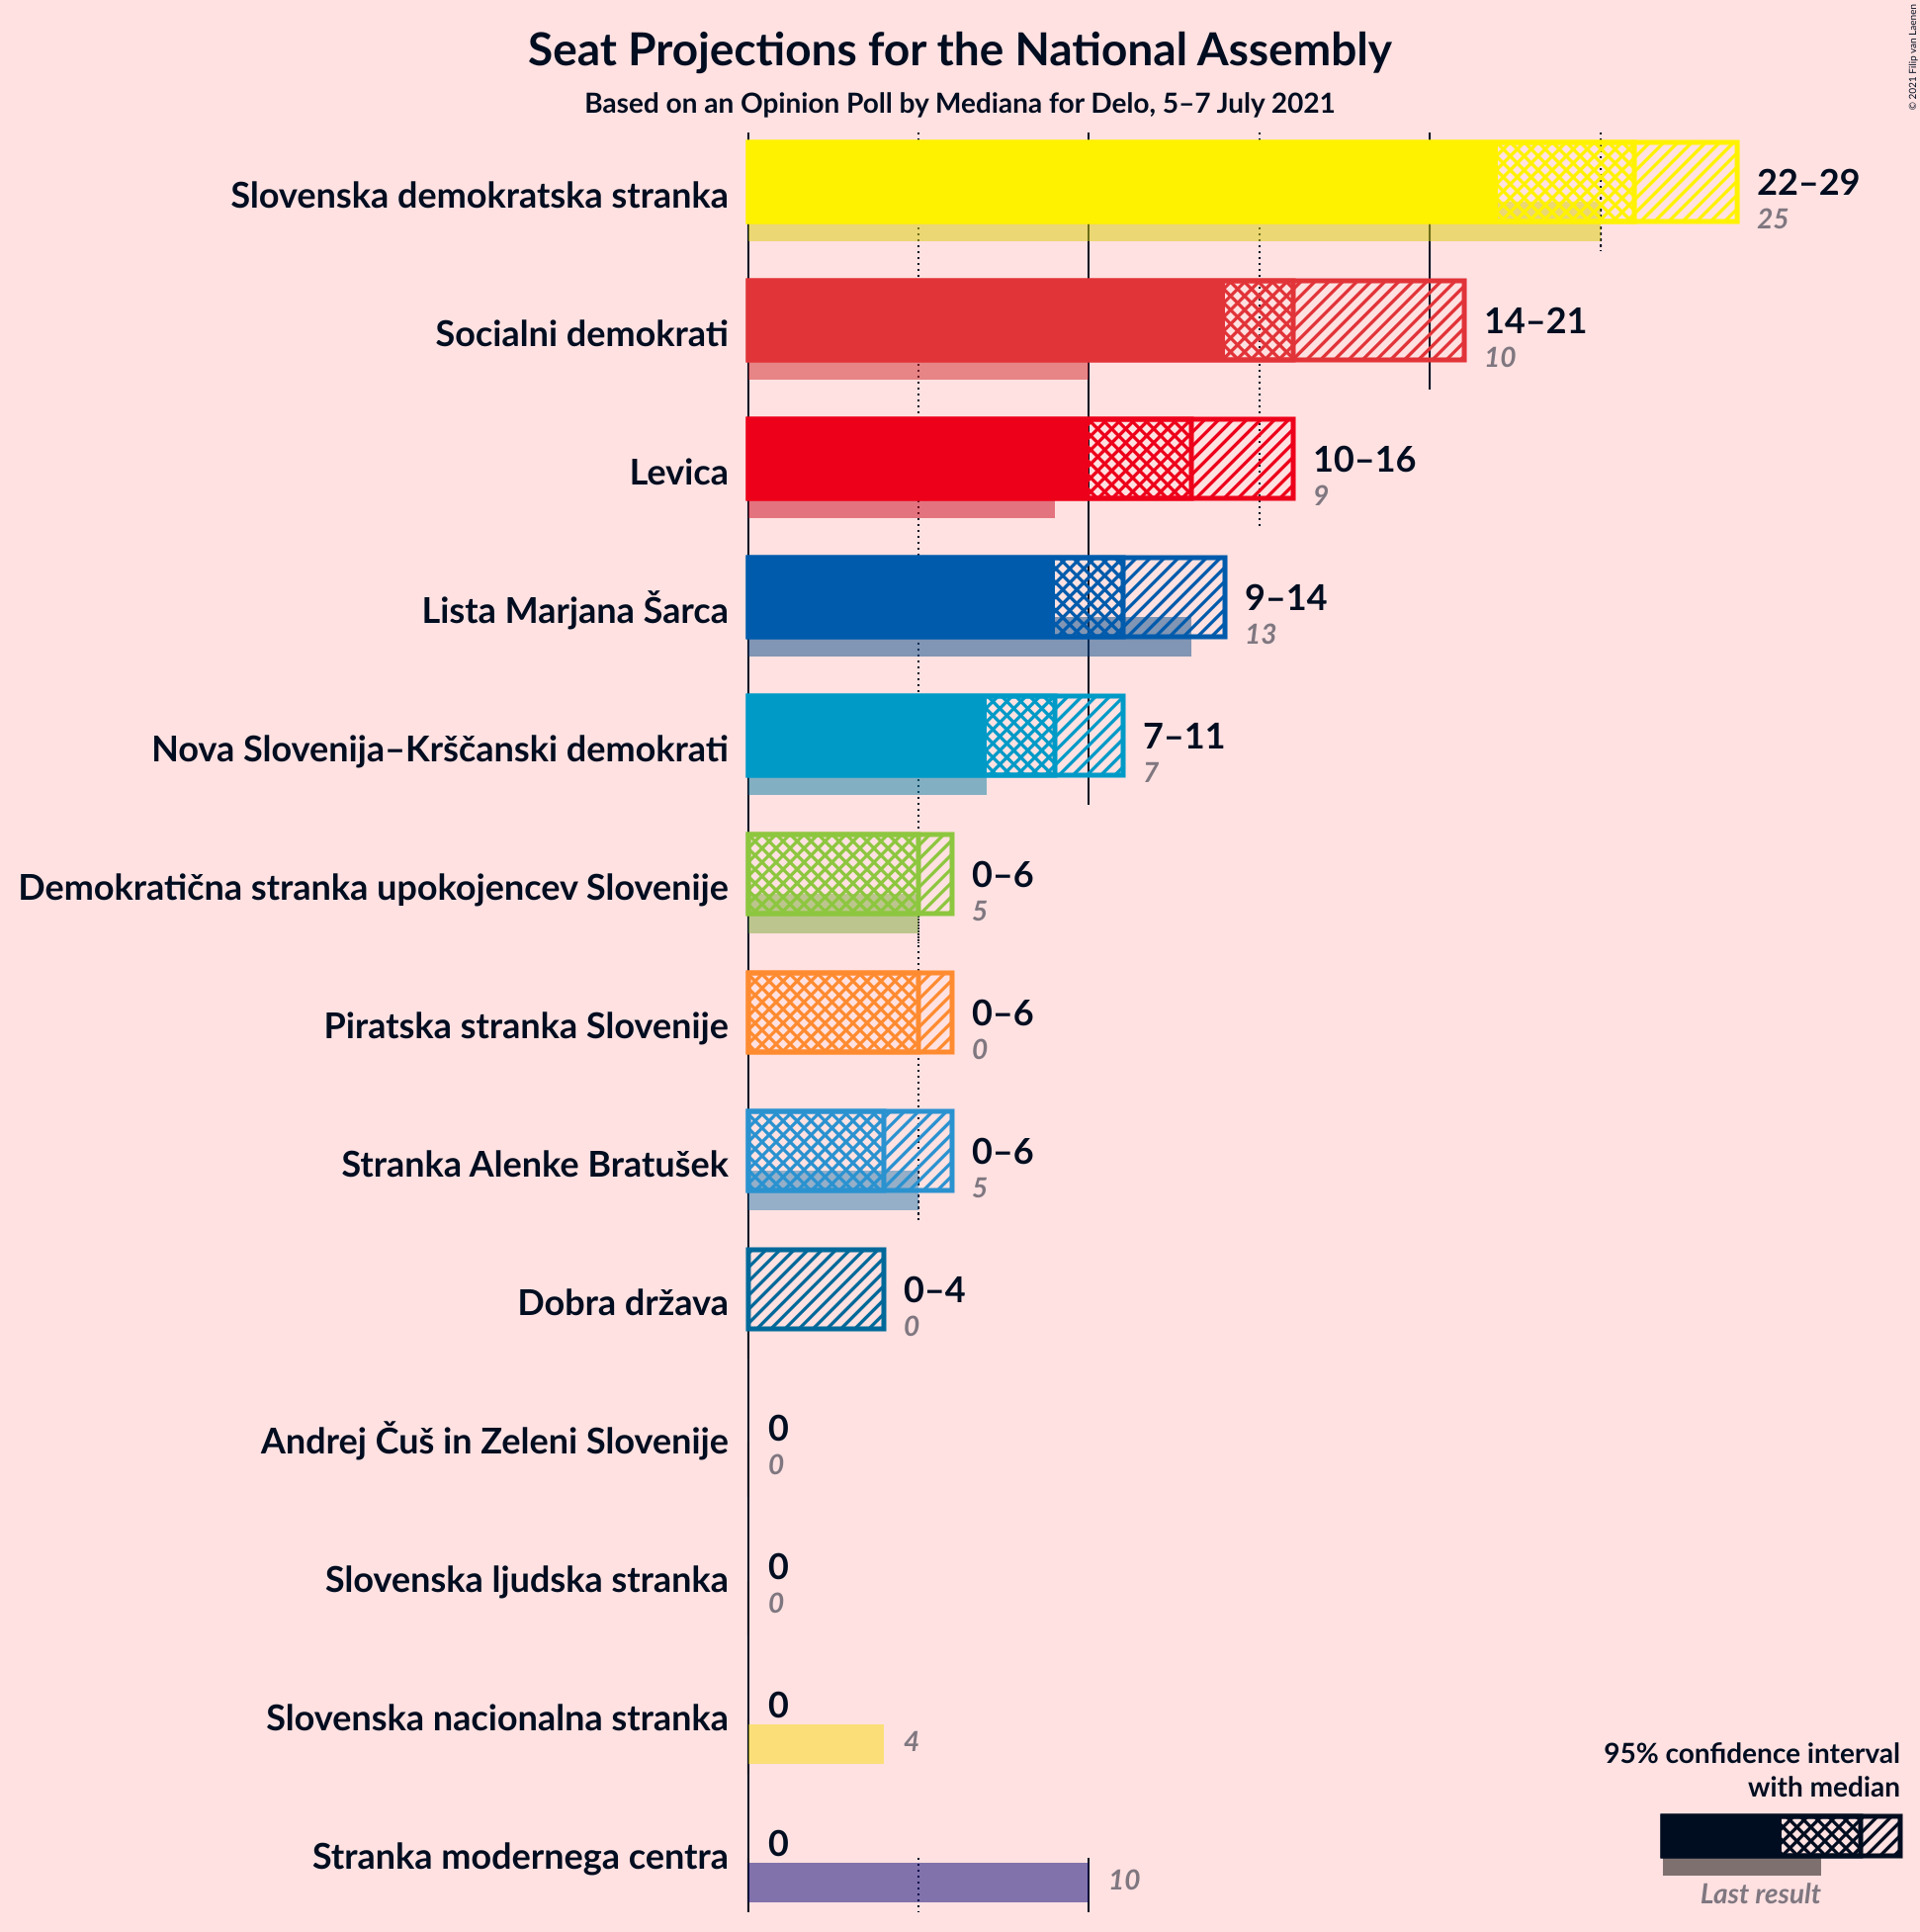 Seat Projections for the National Assembly
Based on an Opinion Poll by Mediana for Delo, 5–7 July 2021
© 2021 Filip van Laenen
Slovenska demokratska stranka
22–29
25
Socialni demokrati
14–21
10
Levica
10–16
9
Lista Marjana Šarca
9–14
13
Nova Slovenija–Krščanski demokrati
7–11
7
Demokratična stranka upokojencev Slovenije
0–6
5
Piratska stranka Slovenije
0–6
0
Stranka Alenke Bratušek
0–6
5
Dobra država
0–4
0
Andrej Čuš in Zeleni Slovenije
0
0
Slovenska ljudska stranka
0
0
Slovenska nacionalna stranka
0
4
Stranka modernega centra
0
10
95% confidence interval
with median
Last result